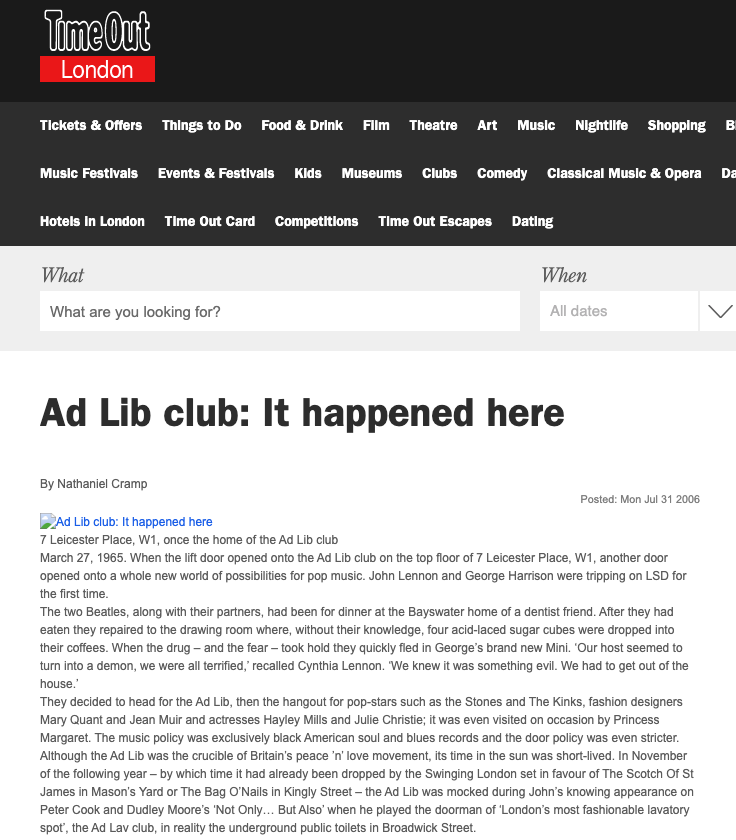 TimeOut
London
Tickets & Offers Things to Do Food & Drink Film Theatre Art Music Nightlife Shopping
Music Festivals Events & Festivals Kids Museums Clubs Comedy Classical Music & Opera
Hotels in London Time Out Card Competitions Time Out Escapes Dating
What When
What are you looking for? All dates
Ad Lib club: It happened here
By Nathaniel Cramp
Posted: Mon Jul 31 2006
Ad Lib club: It happened here
7 Leicester Place, W1, once the home of the Ad Lib club
March 27, 1965. When the lift door opened onto the Ad Lib club on the top floor of 7 Leicester Place, W1, another door
opened onto a whole new world of possibilities for pop music. John Lennon and George Harrison were tripping on LSD for
the first time.
The two Beatles, along with their partners, had been for dinner at the Bayswater home of a dentist friend. After they had
eaten they repaired to the drawing room where, without their knowledge, four acid-laced sugar cubes were dropped into
their coffees. When the drug – and the fear – took hold they quickly fled in George's brand new Mini. 'Our host seemed to
turn into a demon, we were all terrified,' recalled Cynthia Lennon. 'We knew it was something evil. We had to get out of the
house.'
They decided to head for the Ad Lib, then the hangout for pop-stars such as the Stones and The Kinks, fashion designers
Mary Quant and Jean Muir and actresses Hayley Mills and Julie Christie; it was even visited on occasion by Princess
Margaret. The music policy was exclusively black American soul and blues records and the door policy was even stricter.
Although the Ad Lib was the crucible of Britain's peace 'n' love movement, its time in the sun was short-lived. In November
of the following year – by which time it had already been dropped by the Swinging London set in favour of The Scotch Of St
James in Mason's Yard or The Bag O'Nails in Kingly Street – the Ad Lib was mocked during John's knowing appearance on
Peter Cook and Dudley Moore's 'Not Only… But Also' when he played the doorman of 'London's most fashionable lavatory
spot', the Ad Lav club, in reality the underground public toilets in Broadwick Street.